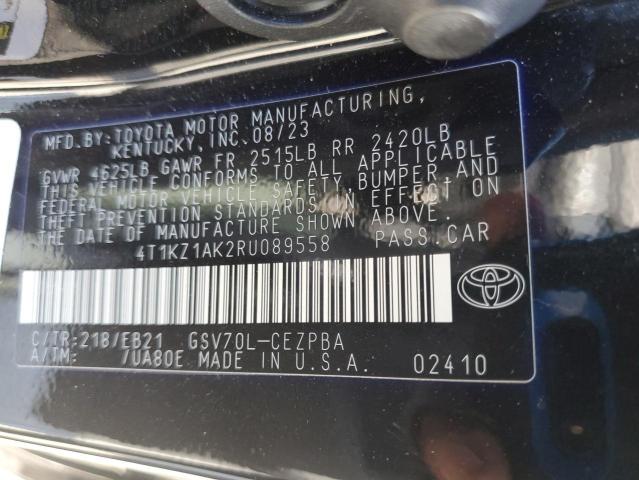 MFD.BY:TOYOTA MOTOR MANUFACTURING,
KENTUCKY,INC.08/23
GVWR 4625LB GAWR FR 2515LB RR 2420LB
THIS VEHICLE CONFORMS TO ALL APPLICABLE
FEDERAL MOTOR VEHICLE SAFETY,BUMPER,AND
THEFT PREVENTION STANDARDS IN EFFECT ON
THE DATE OF MANUFACTURE SHOWN ABOVE.
4T1KZ1AK2RU089558 PASS CAR
C/TR:218/EB21 GSV70L-CEZPBA
A/TM: /UA80E MADE IN U.S.A. 02410